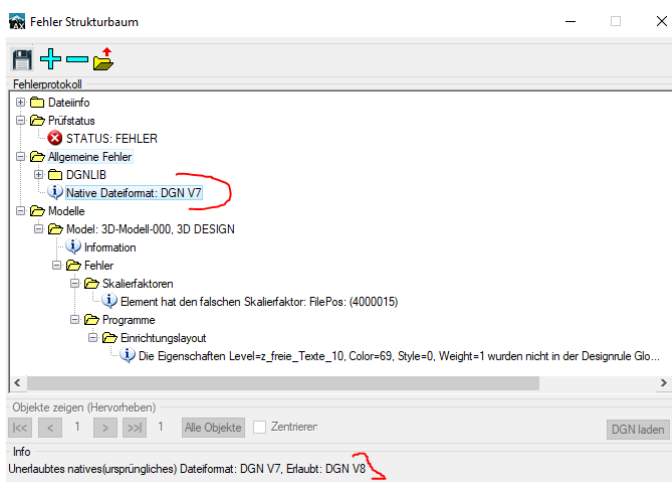 AX Fehler Strukturbaum
Fehlerprotokoll
Dateiinfo
Prüfstatus
STATUS: FEHLER
Allgemeine Fehler
DGNLIB
Native Dateiformat: DGN V7
Modelle
Model: 3D-Modell-000, 3D DESIGN
Information
Fehler
Skalierfaktoren
Element hat den falschen Skalierfaktor: FilePos: (4000015)
Programme
Einrichtungslayout
Die Eigenschaften Level=z_freie_Texte_10, Color=69, Style=0, Weight=1 wurden nicht in der Designrule Glo...
Objekte zeigen (Hervorheben)
|<< < 1 > >>| 1 Alle Objekte Zentrieren DGN laden
Info
Unerlaubtes natives(ursprüngliches) Dateiformat: DGN V7, Erlaubt: DGN V8